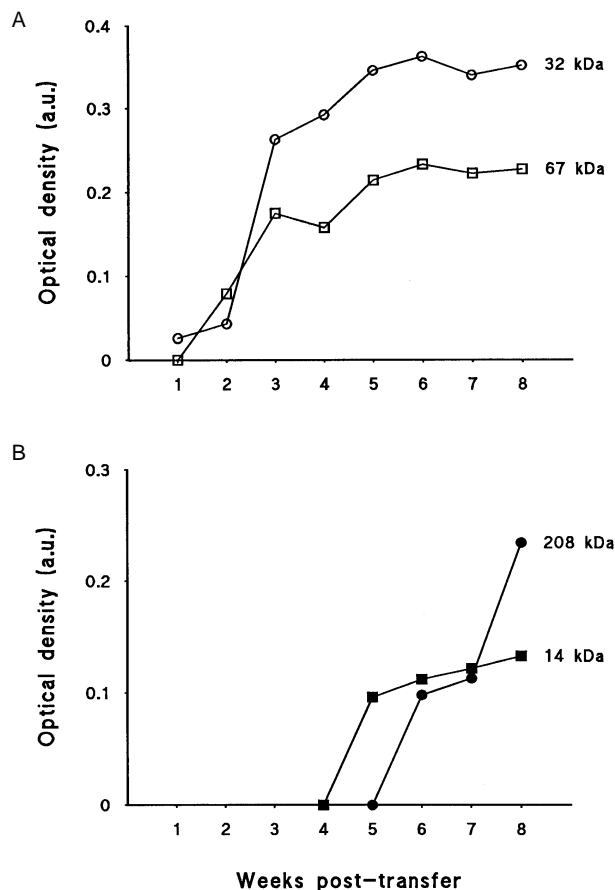 A
Optical density (a.u.)
0.4
0.3
0.2
0.1
0
32 kDa
67 kDa
1 2 3 4 5 6 7 8
B
Optical density (a.u.)
0.3
0.2
0.1
0
208 kDa
14 kDa
1 2 3 4 5 6 7 8
Weeks post-transfer